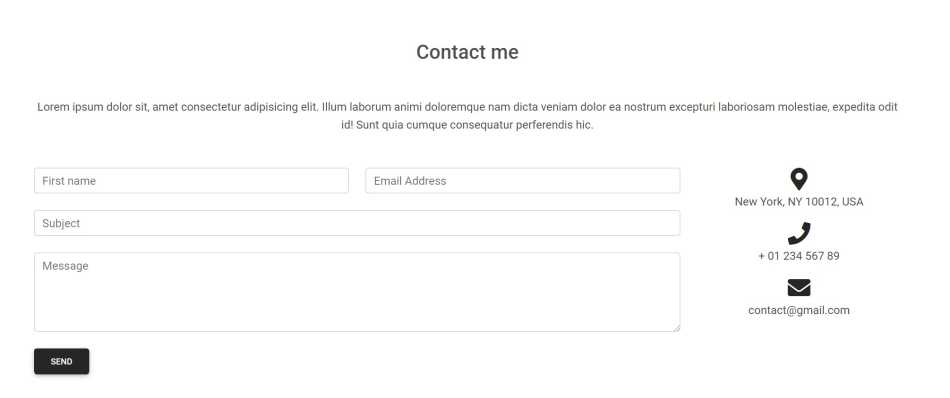 Contact me
Lorem ipsum dolor sit, amet consectetur adipisicing elit. Illum laborum animi doloremque nam dicta veniam dolor ea nostrum excepturi laboriosam molestiae, expedita odit
id! Sunt quia cumque consequatur perferendis hic.
First name
Email Address
Subject
Message
SEND
New York, NY 10012, USA
+ 01 234 567 89
contact@gmail.com